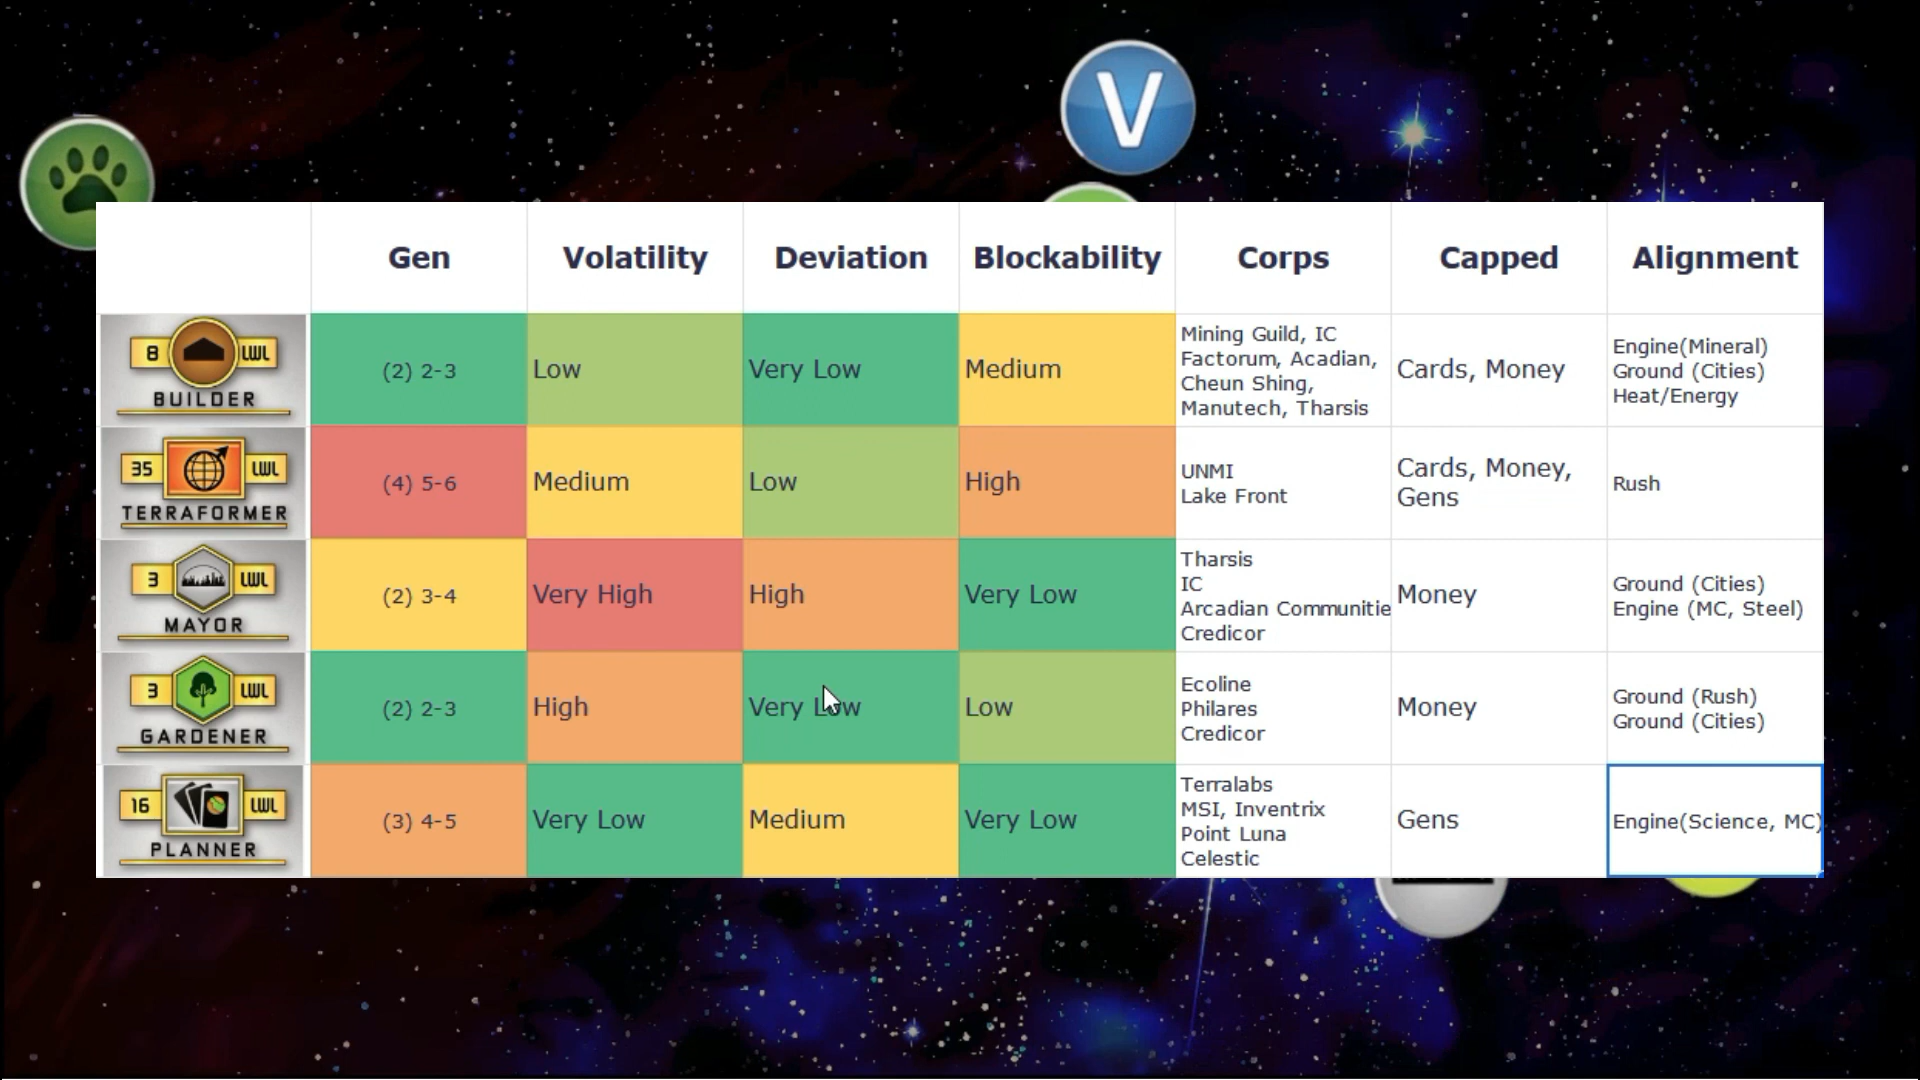 V
Gen Volatility Deviation Blockability Corps Capped Alignment
8 LWL
BUILDER
(2) 2-3
Low
Very Low
Medium
Mining Guild, IC
Factorum, Acadian,
Cheun Shing,
Manutech, Tharsis
Cards, Money
Engine(Mineral)
Ground (Cities)
Heat/Energy
35 LWL
TERRAFORMER
(4) 5-6
Medium
Low
High
UNMI
Lake Front
Cards, Money,
Gens
Rush
3 LWL
MAYOR
(2) 3-4
Very High
High
Very Low
Tharsis
IC
Arcadian Communitie
Credicor
Money
Ground (Cities)
Engine (MC, Steel)
3 LWL
GARDENER
(2) 2-3
High
Very Low
Low
Ecoline
Philares
Credicor
Money
Ground (Rush)
Ground (Cities)
16 LWL
PLANNER
(3) 4-5
Very Low
Medium
Very Low
Terralabs
MSI, Inventrix
Point Luna
Celestic
Gens
Engine(Science, MC)